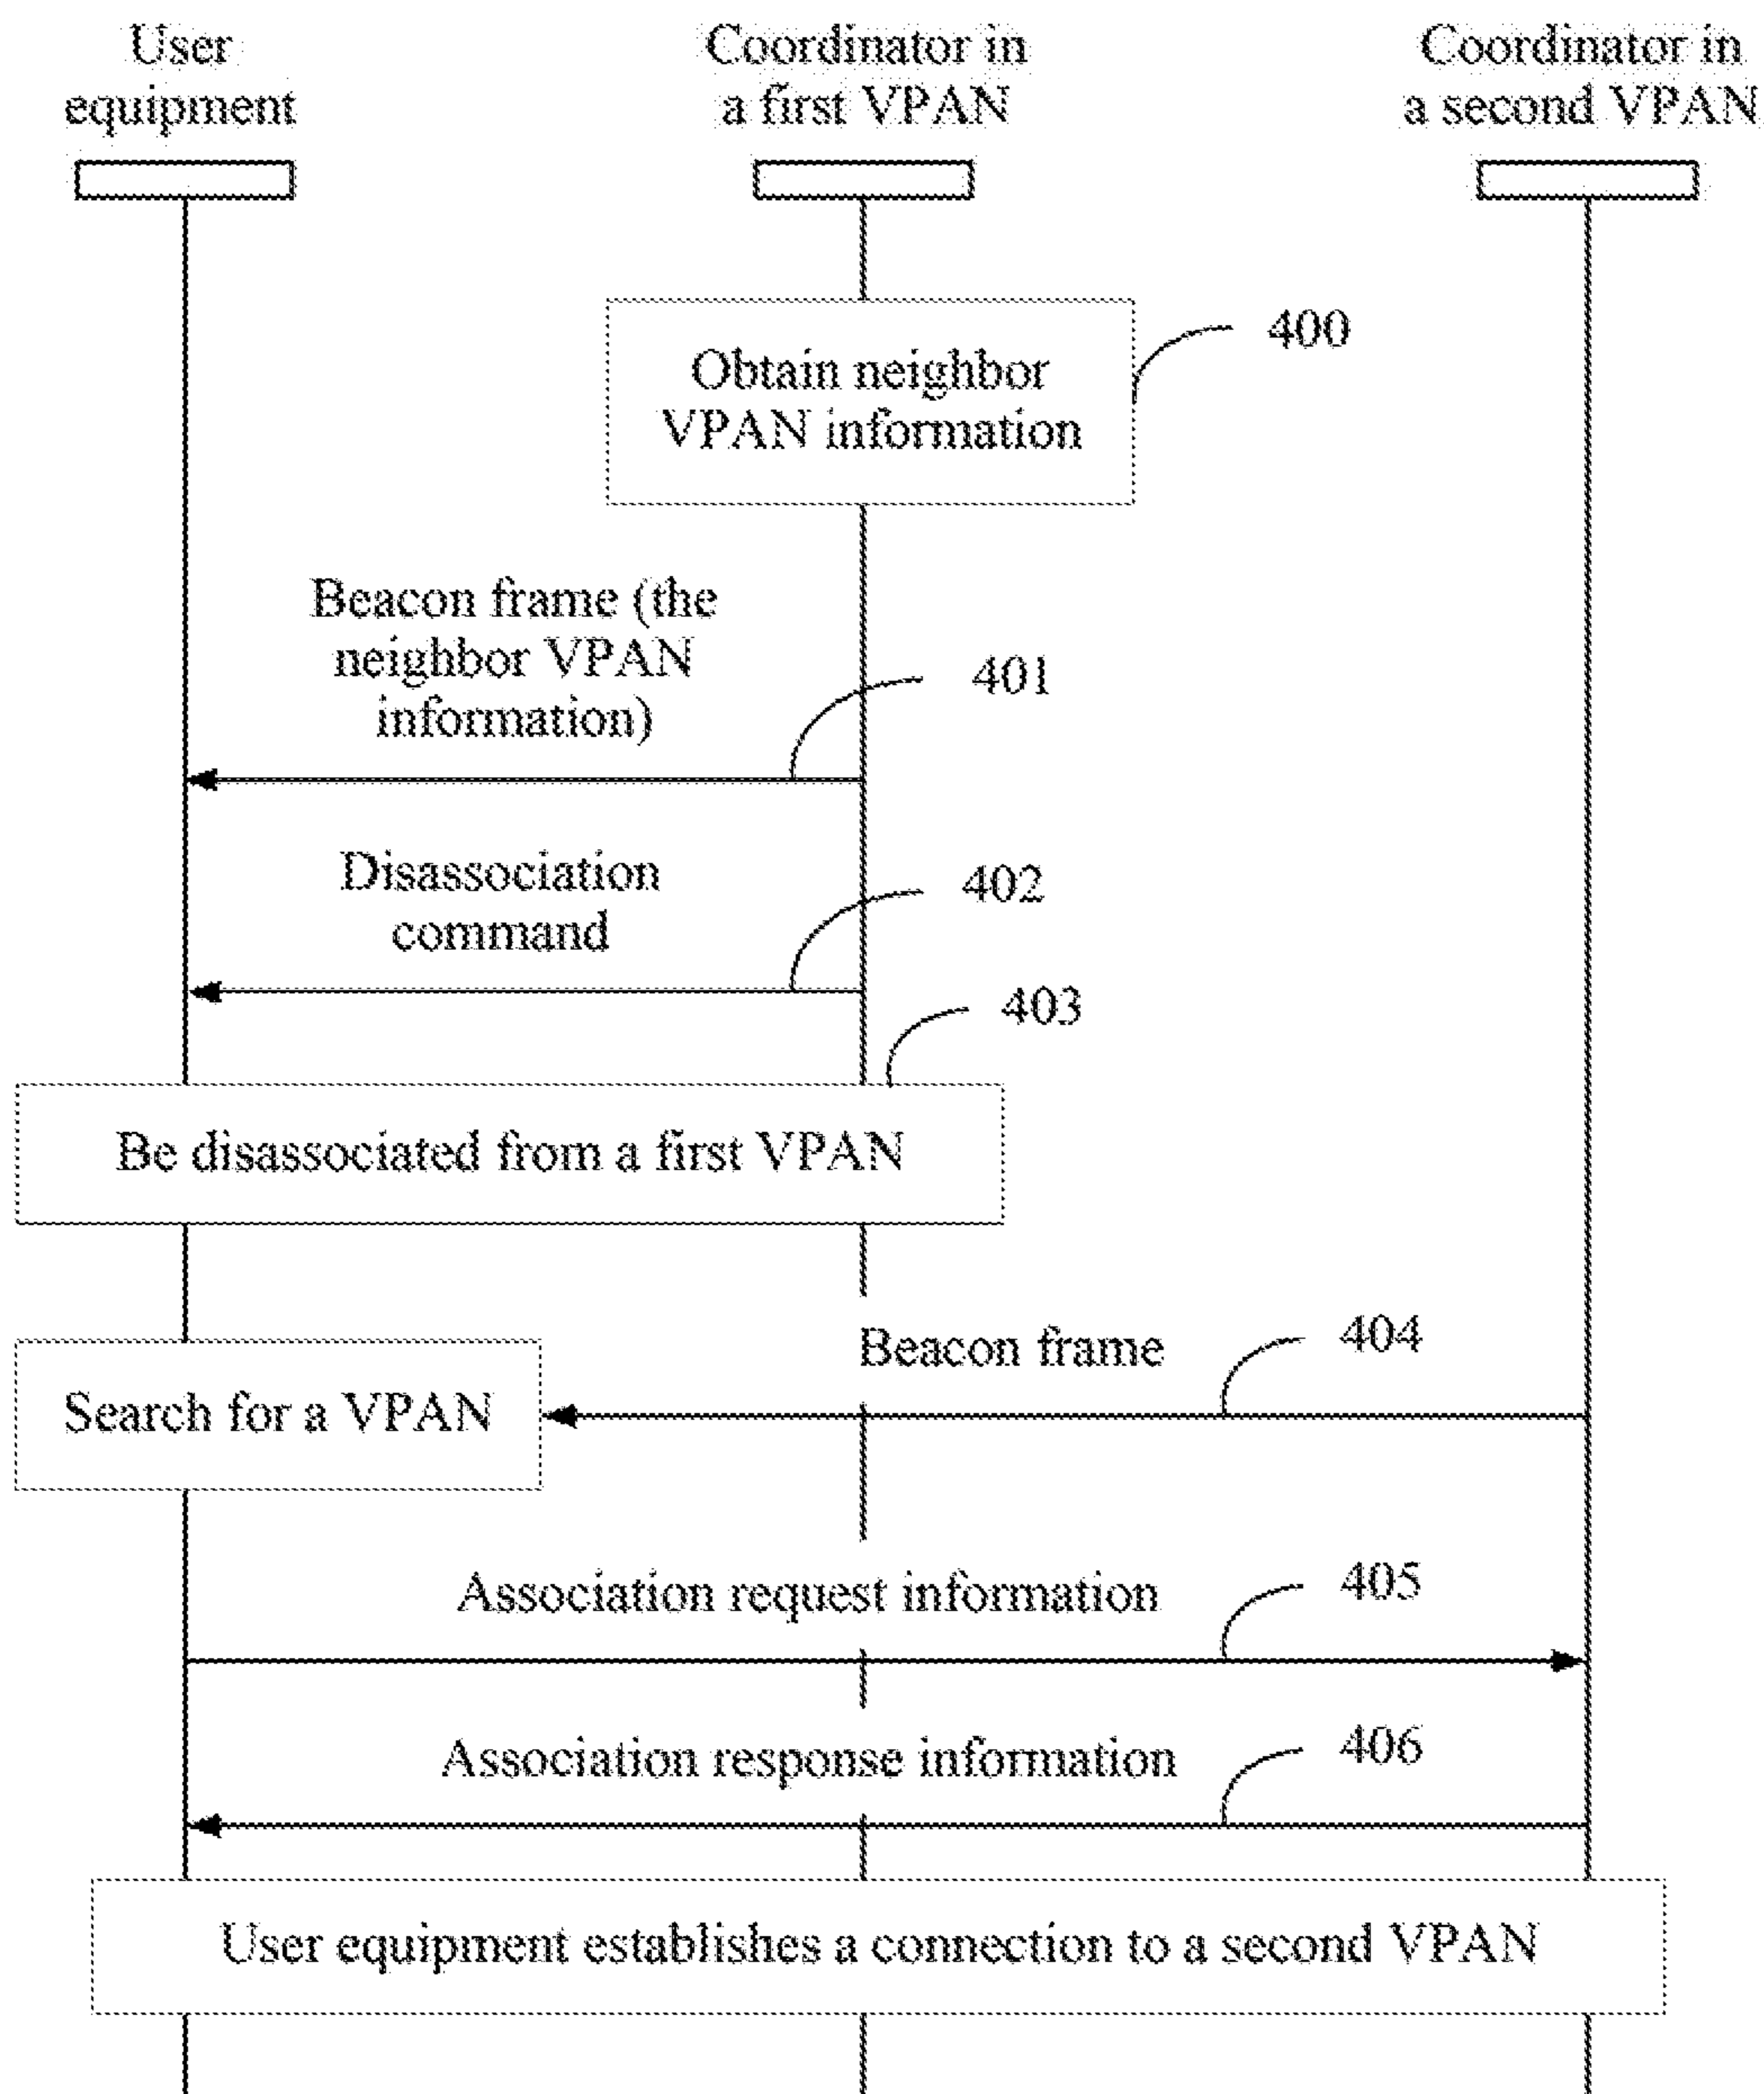 User
equipment
Coordinator in
a first VPAN
Coordinator in
a second VPAN
400
Obtain neighbor
VPAN information
Beacon frame (the
neighbor VPAN
information)
401
Disassociation
command
402
403
Be disassociated from a first VPAN
Beacon frame
404
Search for a VPAN
Association request information
405
Association response information
406
User equipment establishes a connection to a second VPAN